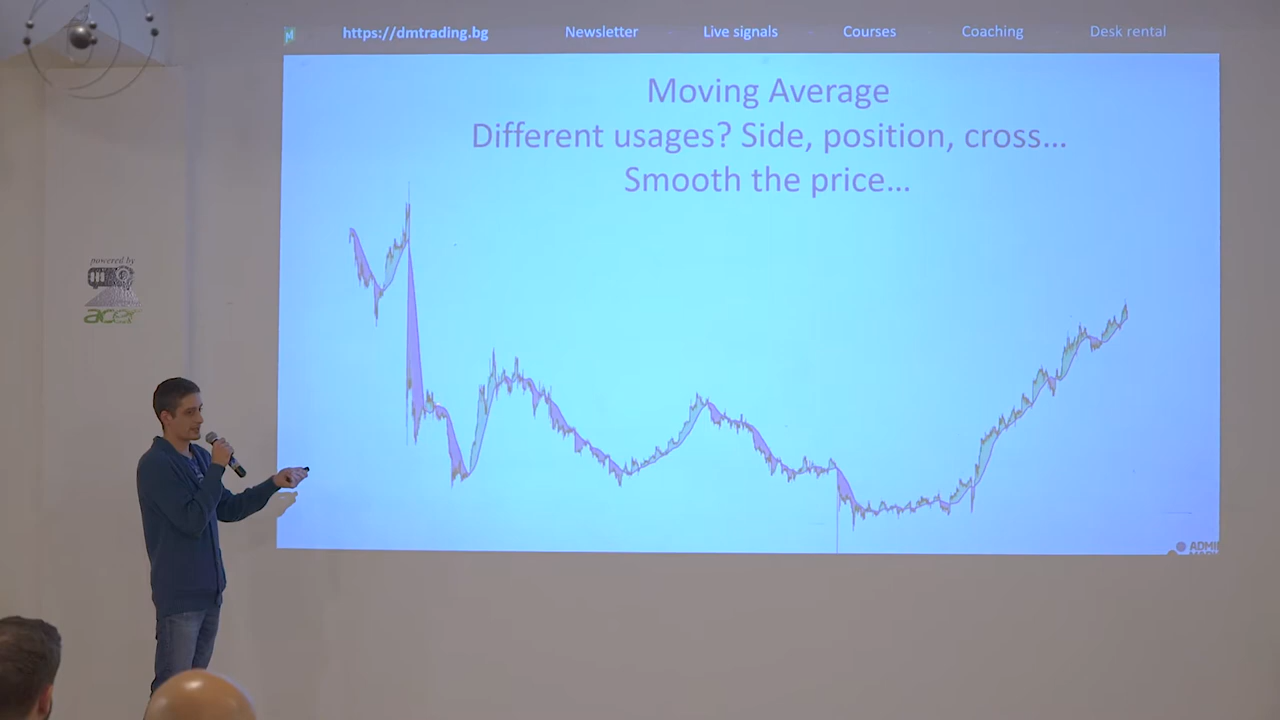 https://dmtrading.bg Newsletter Live signals Courses Coaching Desk rental
Moving Average
Different usages? Side, position, cross...
Smooth the price...
powered by
acer
ADMI